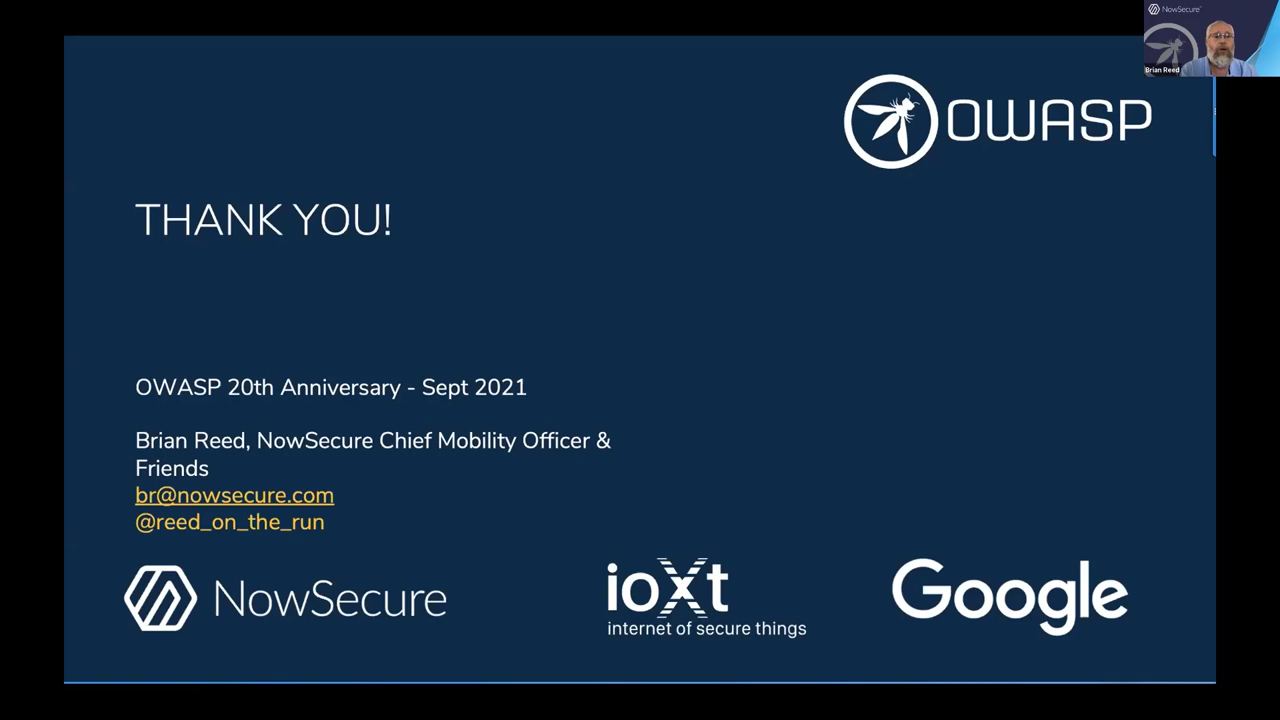 NowSecure
Brian Reed
OWASP
THANK YOU!
OWASP 20th Anniversary - Sept 2021
Brian Reed, NowSecure Chief Mobility Officer &
Friends
br@nowsecure.com
@reed_on_the_run
NowSecure
ioXt
internet of secure things
Google